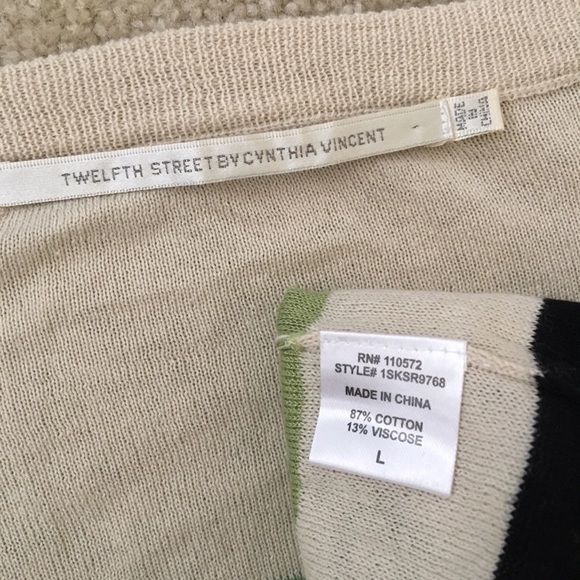 TWELFTH STREET BY CYNTHIA VINCENT
MADE
IN
CHINA
RN# 110572
STYLE# 1SKSR9768
MADE IN CHINA
87% COTTON
13% VISCOSE
L